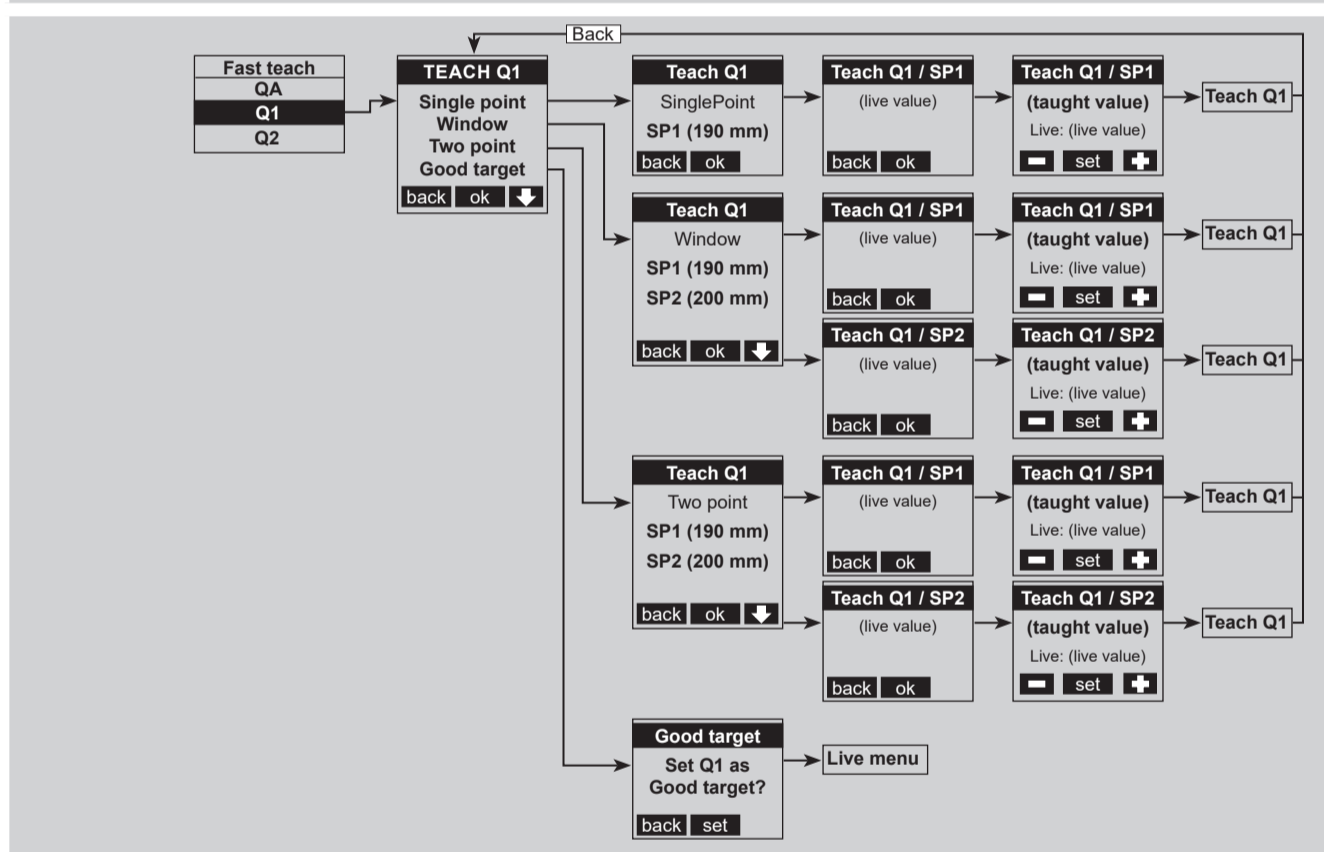 Back
Fast teach
QA
Q1
Q2
TEACH Q1
Single point
Window
Two point
Good target
back ok
Teach Q1
SinglePoint
SP1 (190 mm)
back ok
Teach Q1 / SP1
(live value)
back ok
Teach Q1 / SP1
(taught value)
Live: (live value)
set
Teach Q1
Teach Q1
Window
SP1 (190 mm)
SP2 (200 mm)
back ok
Teach Q1 / SP1
(live value)
back ok
Teach Q1 / SP1
(taught value)
Live: (live value)
set
Teach Q1
Teach Q1 / SP2
(live value)
back ok
Teach Q1 / SP2
(taught value)
Live: (live value)
set
Teach Q1
Teach Q1
Two point
SP1 (190 mm)
SP2 (200 mm)
back ok
Teach Q1 / SP1
(live value)
back ok
Teach Q1 / SP1
(taught value)
Live: (live value)
set
Teach Q1
Teach Q1 / SP2
(live value)
back ok
Teach Q1 / SP2
(taught value)
Live: (live value)
set
Teach Q1
Good target
Set Q1 as
Good target?
back set
Live menu